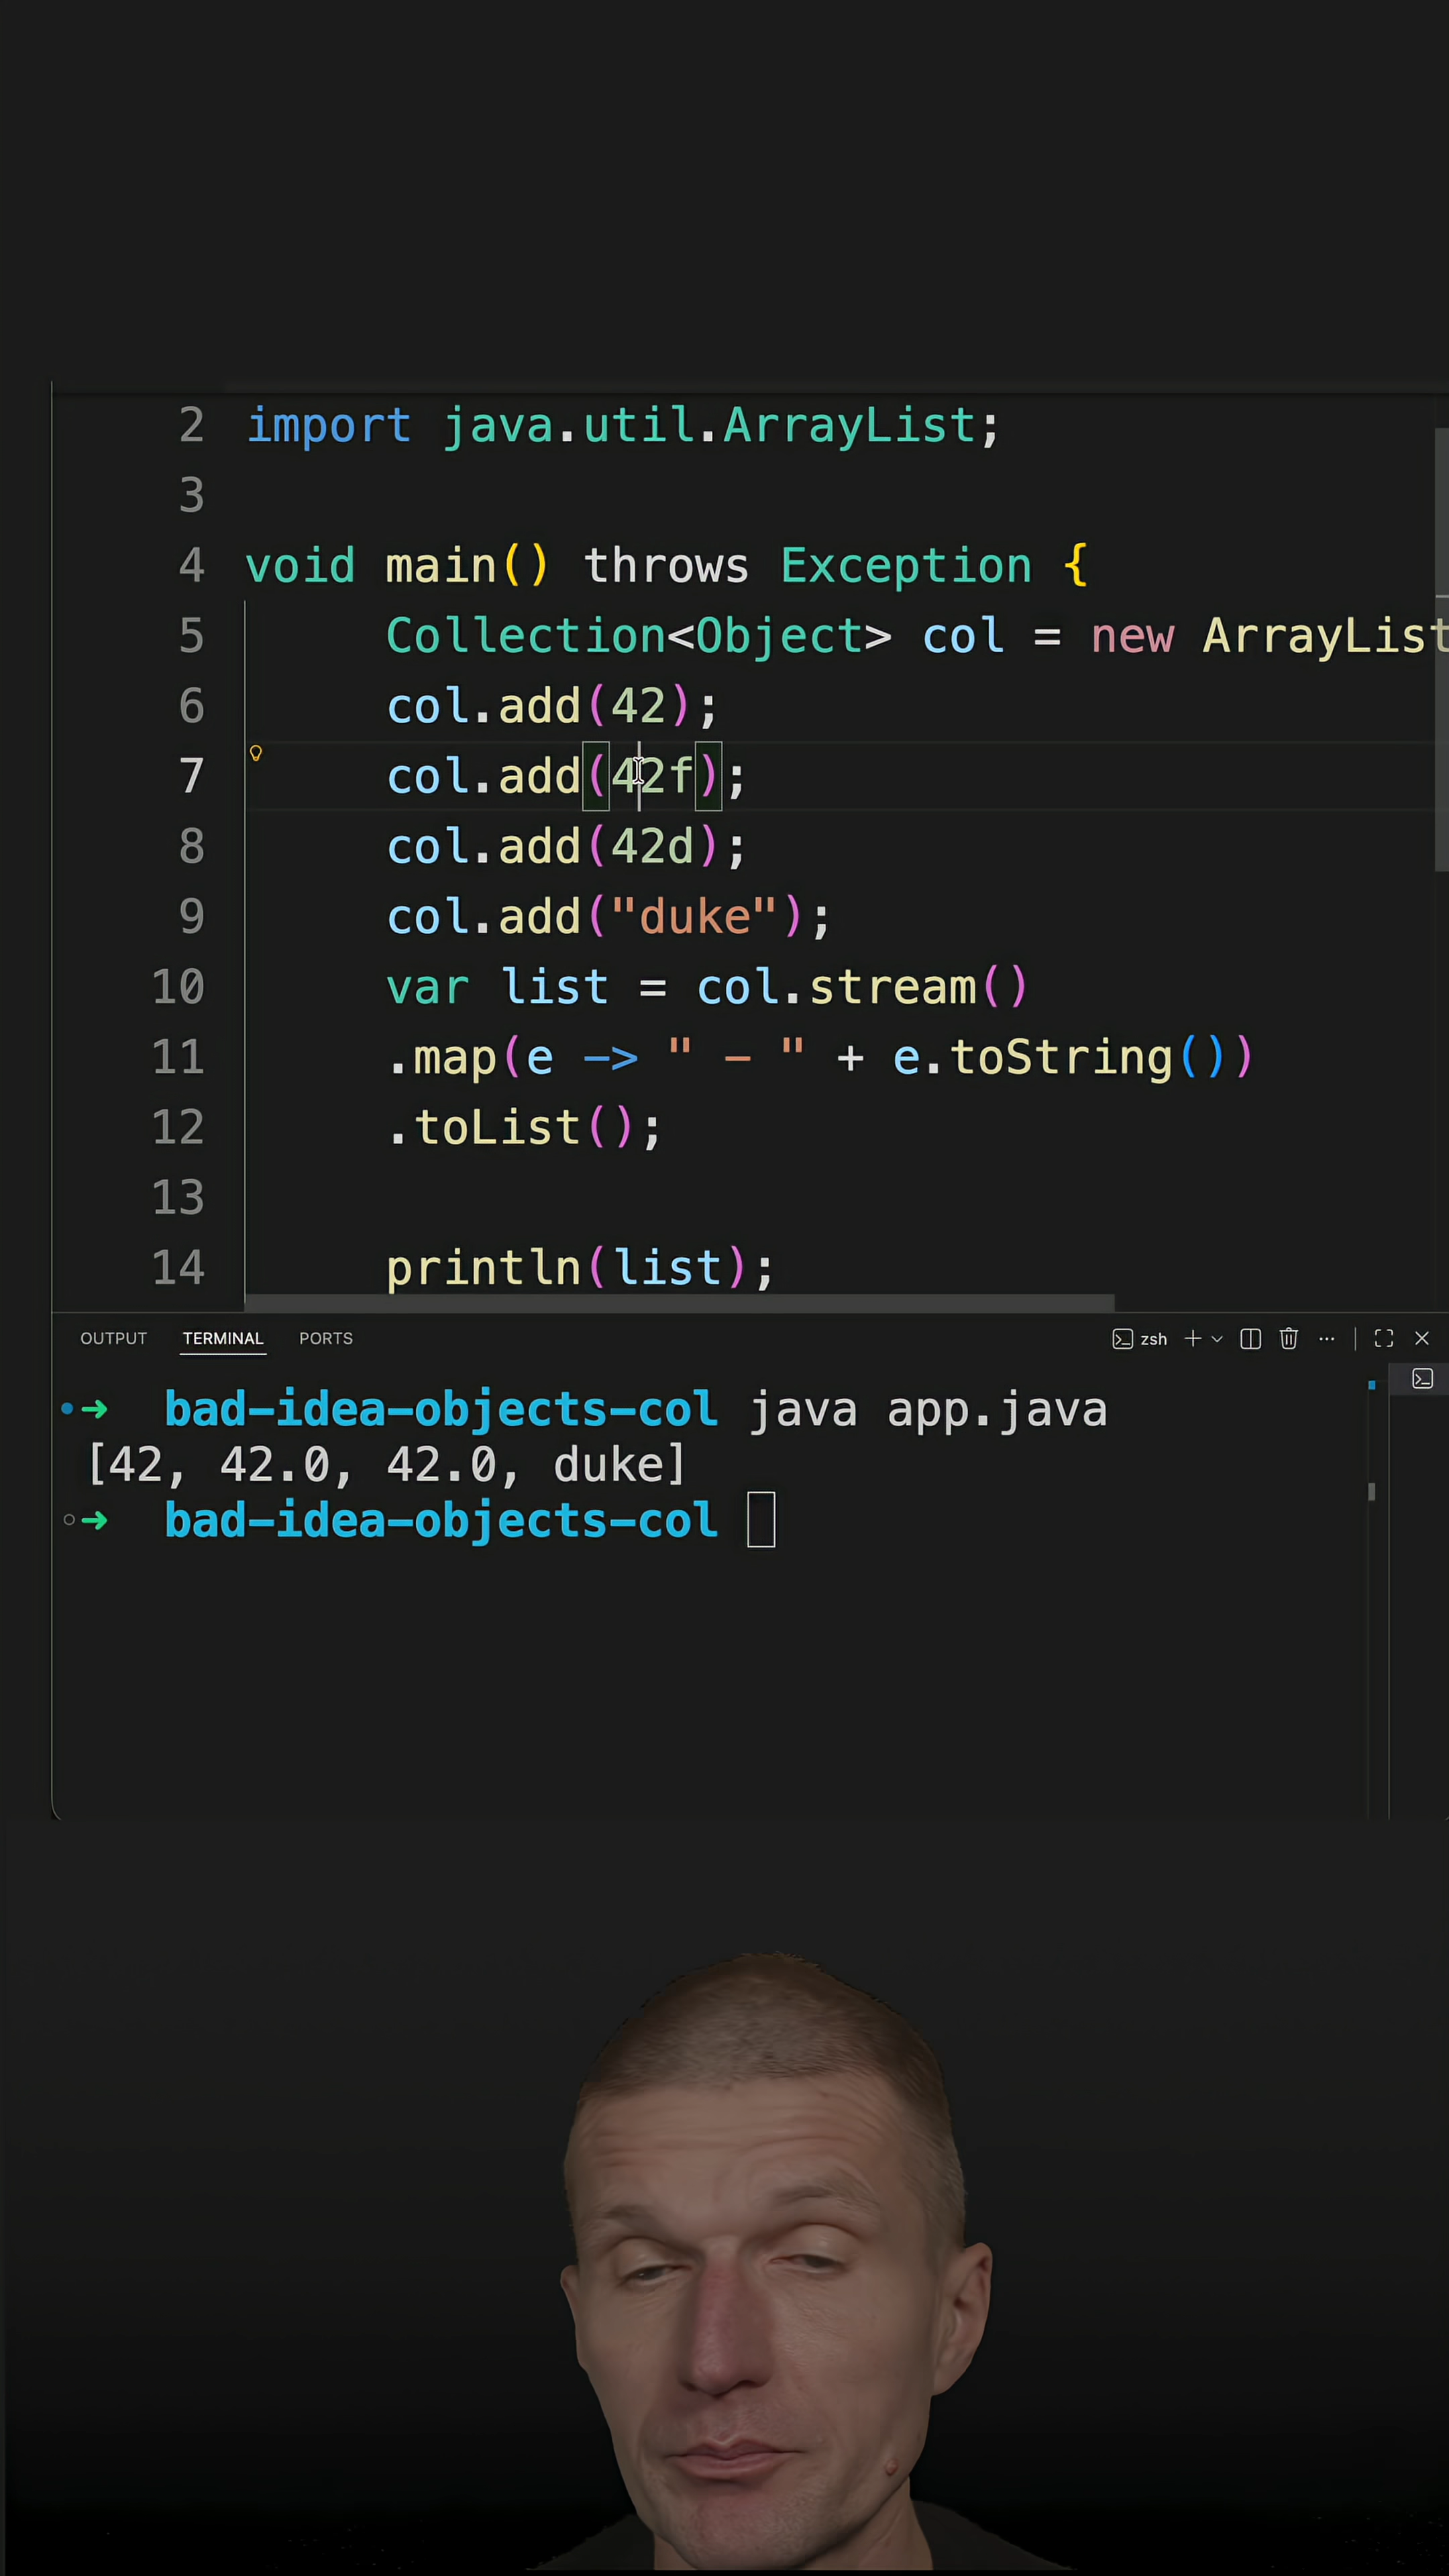 2 import java.util.ArrayList;
3
4 void main() throws Exception {
5 Collection<Object> col = new ArrayList
6 col.add(42);
7 col.add(42f);
8 col.add(42d);
9 col.add("duke");
10 var list = col.stream()
11 .map(e -> " - " + e.toString())
12 .toList();
13
14 println(list);
OUTPUT TERMINAL PORTS zsh
bad-idea-objects-col java app.java
[42, 42.0, 42.0, duke]
bad-idea-objects-col